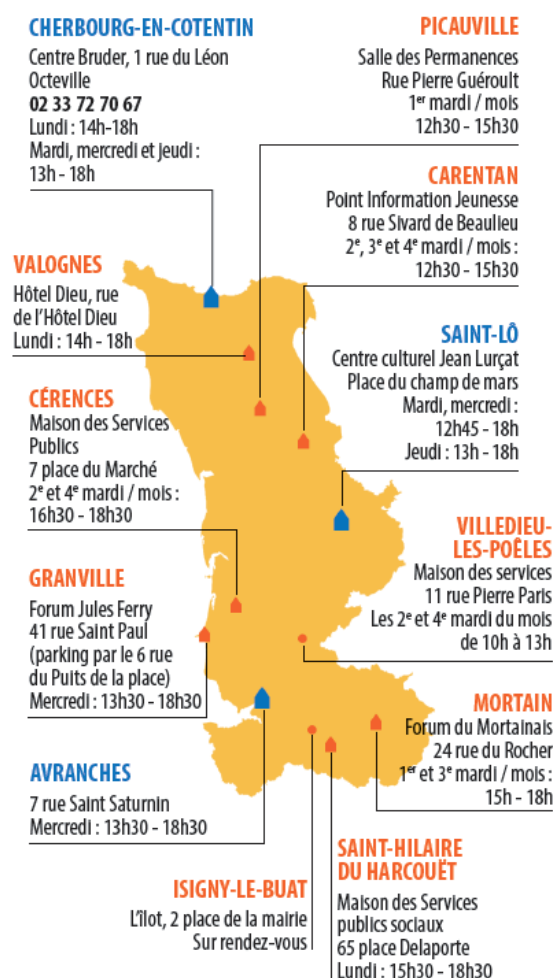 CHERBOURG-EN-COTENTIN
Centre Bruder, 1 rue du Léon
Octeville
02 33 72 70 67
Lundi : 14h-18h
Mardi, mercredi et jeudi :
13h - 18h
PICAUVILLE
Salle des Permanences
Rue Pierre Guéroult
1er mardi / mois
12h30 - 15h30
CARENTAN
Point Information Jeunesse
8 rue Sivard de Beaulieu
2e, 3e et 4e mardi / mois :
12h30 - 15h30
VALOGNES
Hôtel Dieu, rue
de l'Hôtel Dieu
Lundi : 14h - 18h
SAINT-LÔ
Centre culturel Jean Lurçat
Place du champ de mars
Mardi, mercredi :
12h45 - 18h
Jeudi : 13h - 18h
CÉRENCES
Maison des Services
Publics
7 place du Marché
2e et 4e mardi / mois :
16h30 - 18h30
VILLEDIEU-
LES-POÊLES
Maison des services
11 rue Pierre Paris
Les 2e et 4e mardi du mois
de 10h à 13h
GRANVILLE
Forum Jules Ferry
41 rue Saint Paul
(parking par le 6 rue
du Puits de la place)
Mercredi : 13h30 - 18h30
MORTAIN
Forum du Mortainais
24 rue du Rocher
1er et 3e mardi / mois :
15h - 18h
AVRANCHES
7 rue Saint Saturnin
Mercredi : 13h30 - 18h30
SAINT-HILAIRE
DU HARCOUËT
Maison des Services
publics sociaux
65 place Delaporte
Lundi : 15h30 - 18h30
ISIGNY-LE-BUAT
L'îlot, 2 place de la mairie
Sur rendez-vous